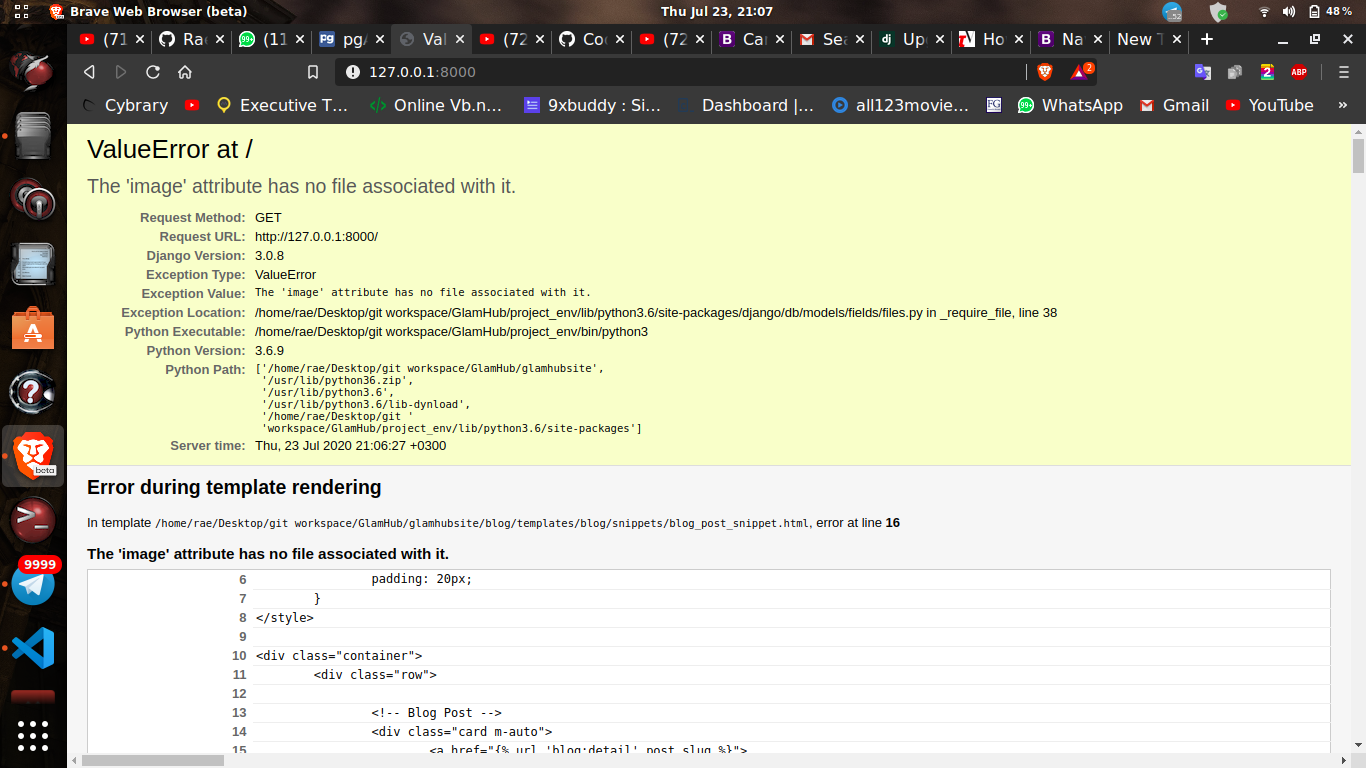 Brave Web Browser (beta)
Thu Jul 23, 21:07
52
48 %
(71
Ra
99+
(11
Pg
pgA
Val
(72
Co
(72
B
Ca
Sea
dj
Up
Ho
B
Na
New T
127.0.0.1:8000
2
2
ABP
Cybrary
Executive T...
Online Vb.n...
9xbuddy : Si...
Dashboard |...
all123movie...
FG
99+
WhatsApp
Gmail
YouTube
»
ValueError at /
The 'image' attribute has no file associated with it.
Request Method: GET
Request URL: http://127.0.0.1:8000/
Django Version: 3.0.8
Exception Type: ValueError
Exception Value: The 'image' attribute has no file associated with it.
Exception Location: /home/rae/Desktop/git workspace/GlamHub/project_env/lib/python3.6/site-packages/django/db/models/fields/files.py in _require_file, line 38
Python Executable: /home/rae/Desktop/git workspace/GlamHub/project_env/bin/python3
Python Version: 3.6.9
Python Path: ['/home/rae/Desktop/git workspace/GlamHub/glamhubsite',
'/usr/lib/python36.zip',
'/usr/lib/python3.6',
'/usr/lib/python3.6/lib-dynload',
'/home/rae/Desktop/git '
'workspace/GlamHub/project_env/lib/python3.6/site-packages']
Server time: Thu, 23 Jul 2020 21:06:27 +0300
Error during template rendering
In template /home/rae/Desktop/git workspace/GlamHub/glamhubsite/blog/templates/blog/snippets/blog_post_snippet.html, error at line 16
The 'image' attribute has no file associated with it.
6 padding: 20px;
7 }
8 </style>
9
10 <div class="container">
11 <div class="row">
12
13 <!-- Blog Post -->
14 <div class="card m-auto">
15 <a href="{% url 'blog:detail' post.slug %}">
beta
9999